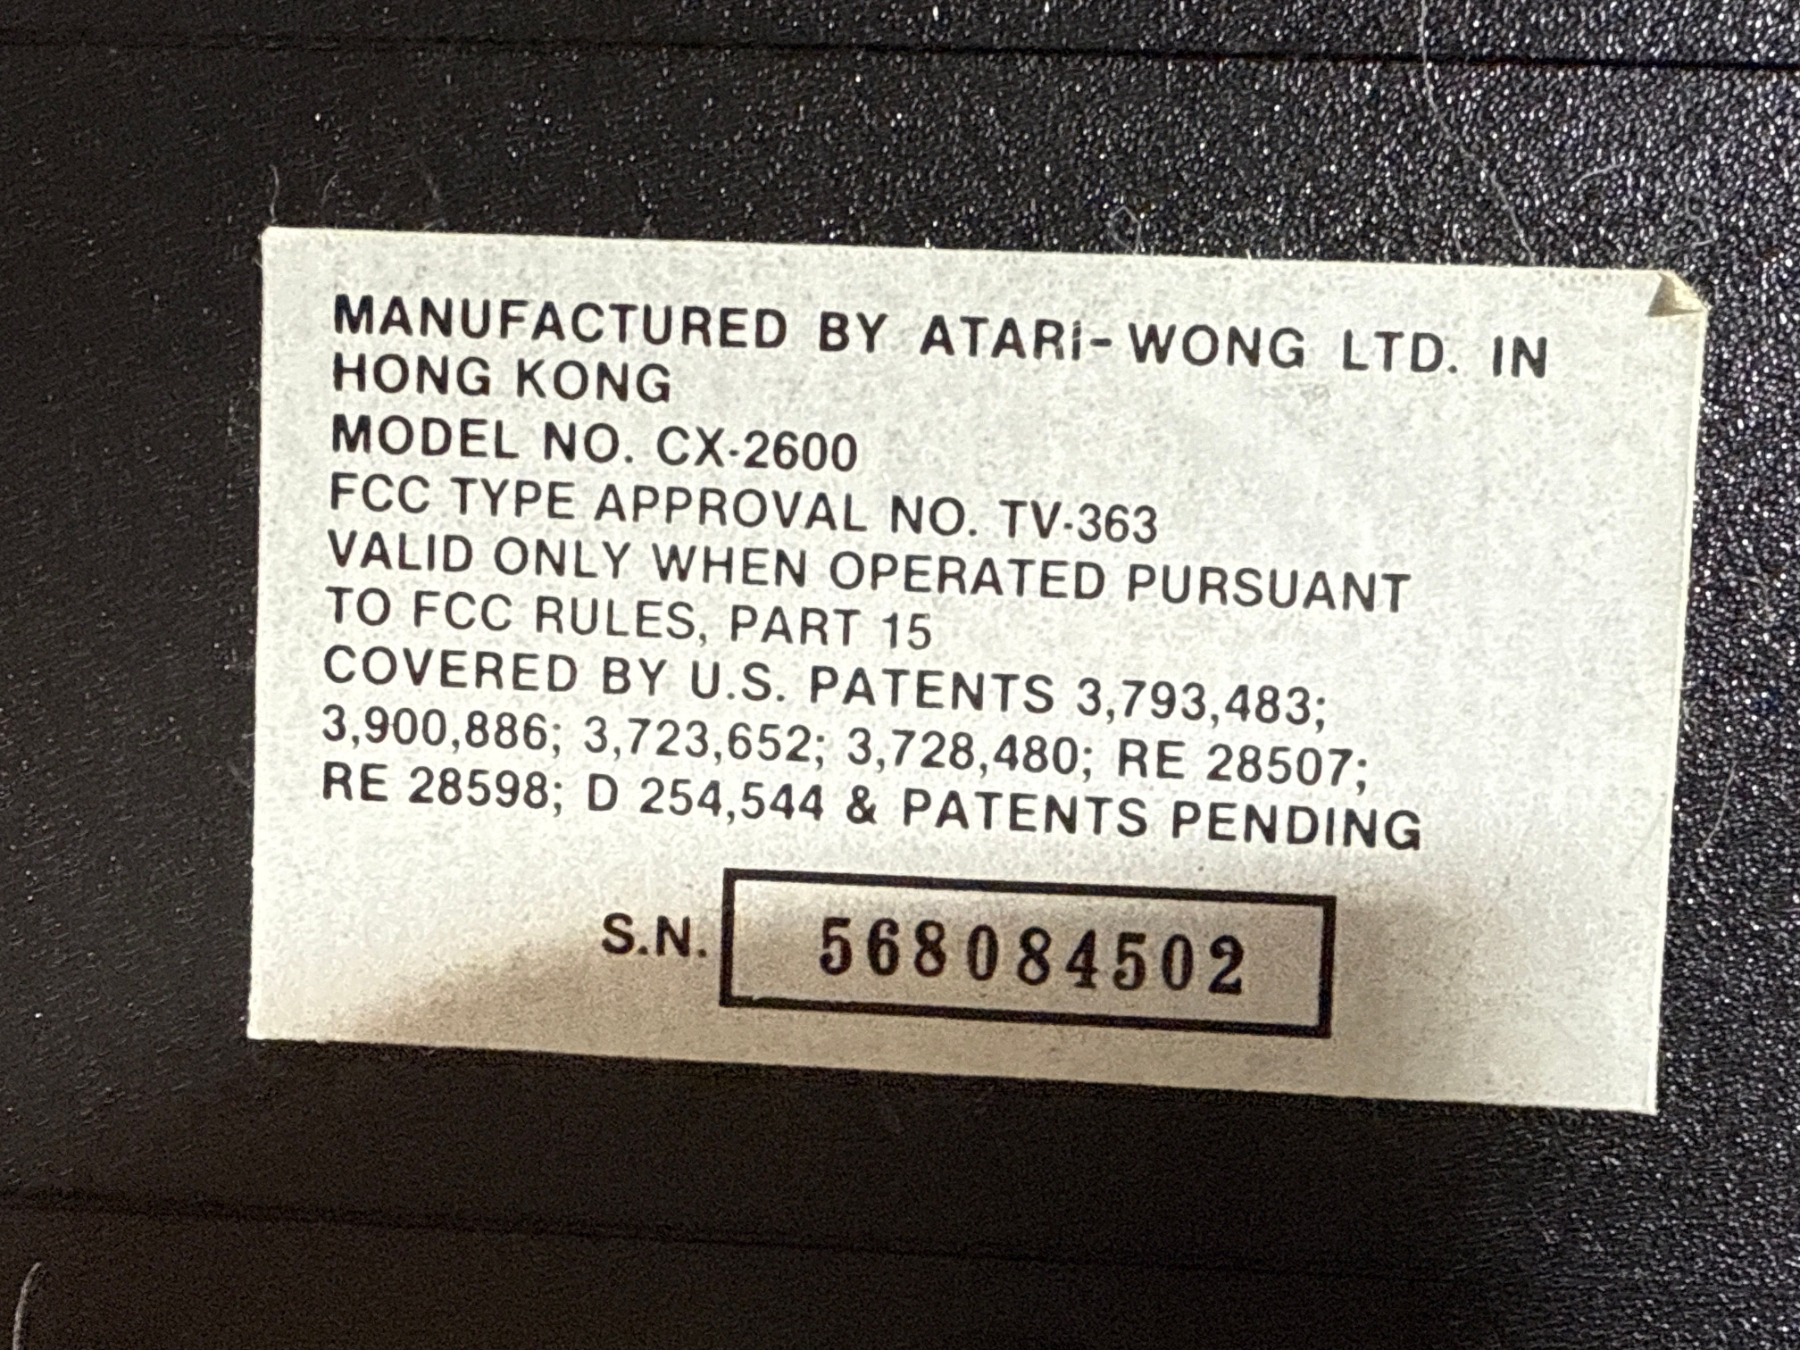 MANUFACTURED BY ATARi-WONG LTD. IN
HONG KONG
MODEL NO. CX-2600
FCC TYPE APPROVAL NO. TV-363
VALID ONLY WHEN OPERATED PURSUANT
TO FCC RULES, PART 15
COVERED BY U.S. PATENTS 3,793,483;
3,900,886; 3,723,652; 3,728,480; RE 28507;
RE 28598; D 254,544 & PATENTS PENDING
S.N. 568084502